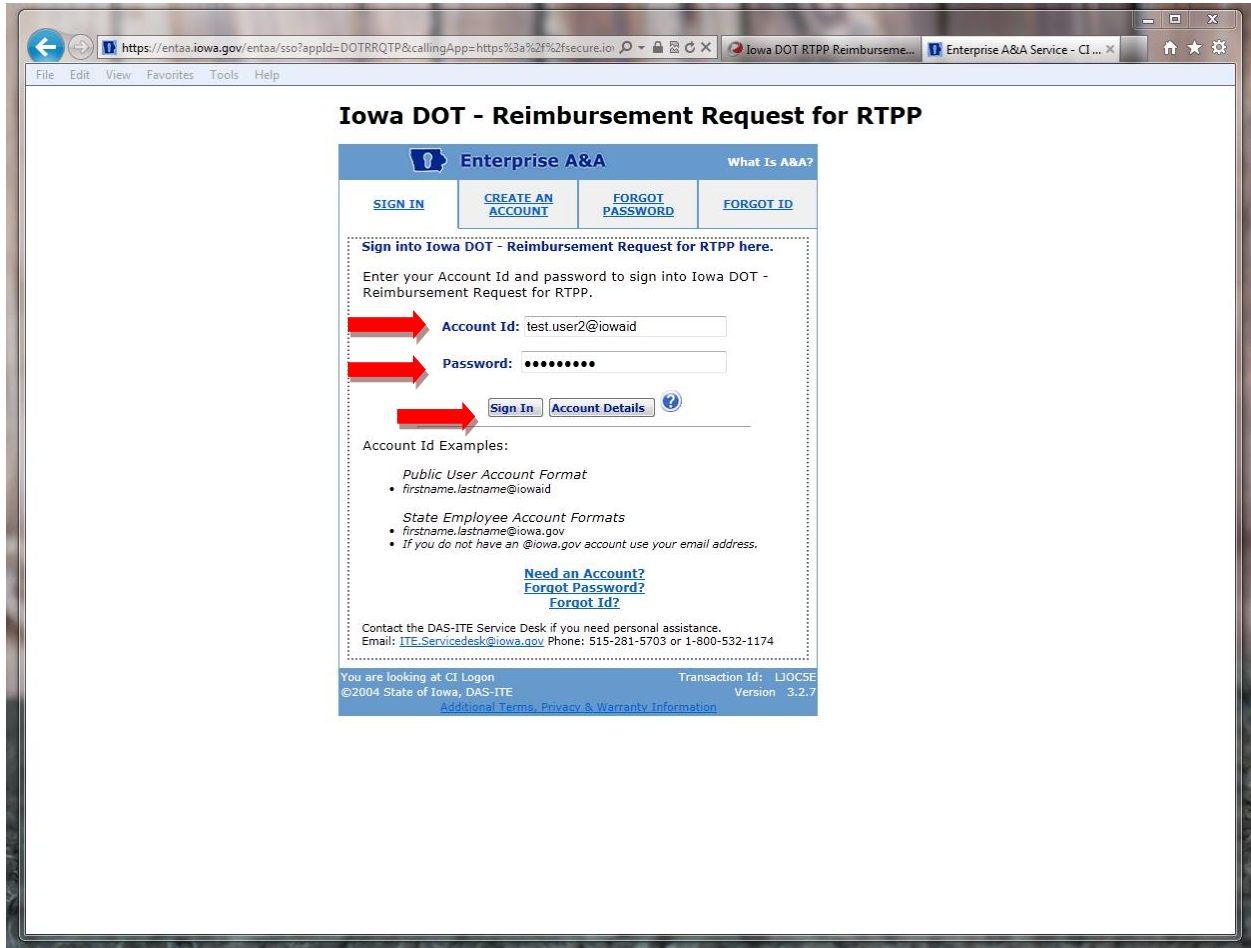 https://entaa.iowa.gov/entaa/sso?appId=DOTRRQTP&callingApp=https%3a%2f%2fsecure.io
Iowa DOT RTPP Reimburseme...
Enterprise A&A Service - CI ...
File Edit View Favorites Tools Help
Iowa DOT - Reimbursement Request for RTPP
Enterprise A&A
What Is A&A?
SIGN IN
CREATE AN
ACCOUNT
FORGOT
PASSWORD
FORGOT ID
Sign into Iowa DOT - Reimbursement Request for RTPP here.
Enter your Account Id and password to sign into Iowa DOT -
Reimbursement Request for RTPP.
Account Id: test.user2@iowaid
Password: •••••••••
Sign In Account Details ?
Account Id Examples:
Public User Account Format
• firstname.lastname@iowaid
State Employee Account Formats
• firstname.lastname@iowa.gov
• If you do not have an @iowa.gov account use your email address.
Need an Account?
Forgot Password?
Forgot Id?
Contact the DAS-ITE Service Desk if you need personal assistance.
Email: ITE.Servicedesk@iowa.gov Phone: 515-281-5703 or 1-800-532-1174
You are looking at CI Logon Transaction Id: LJOC5E
©2004 State of Iowa, DAS-ITE Version 3.2.7
Additional Terms, Privacy & Warranty Information